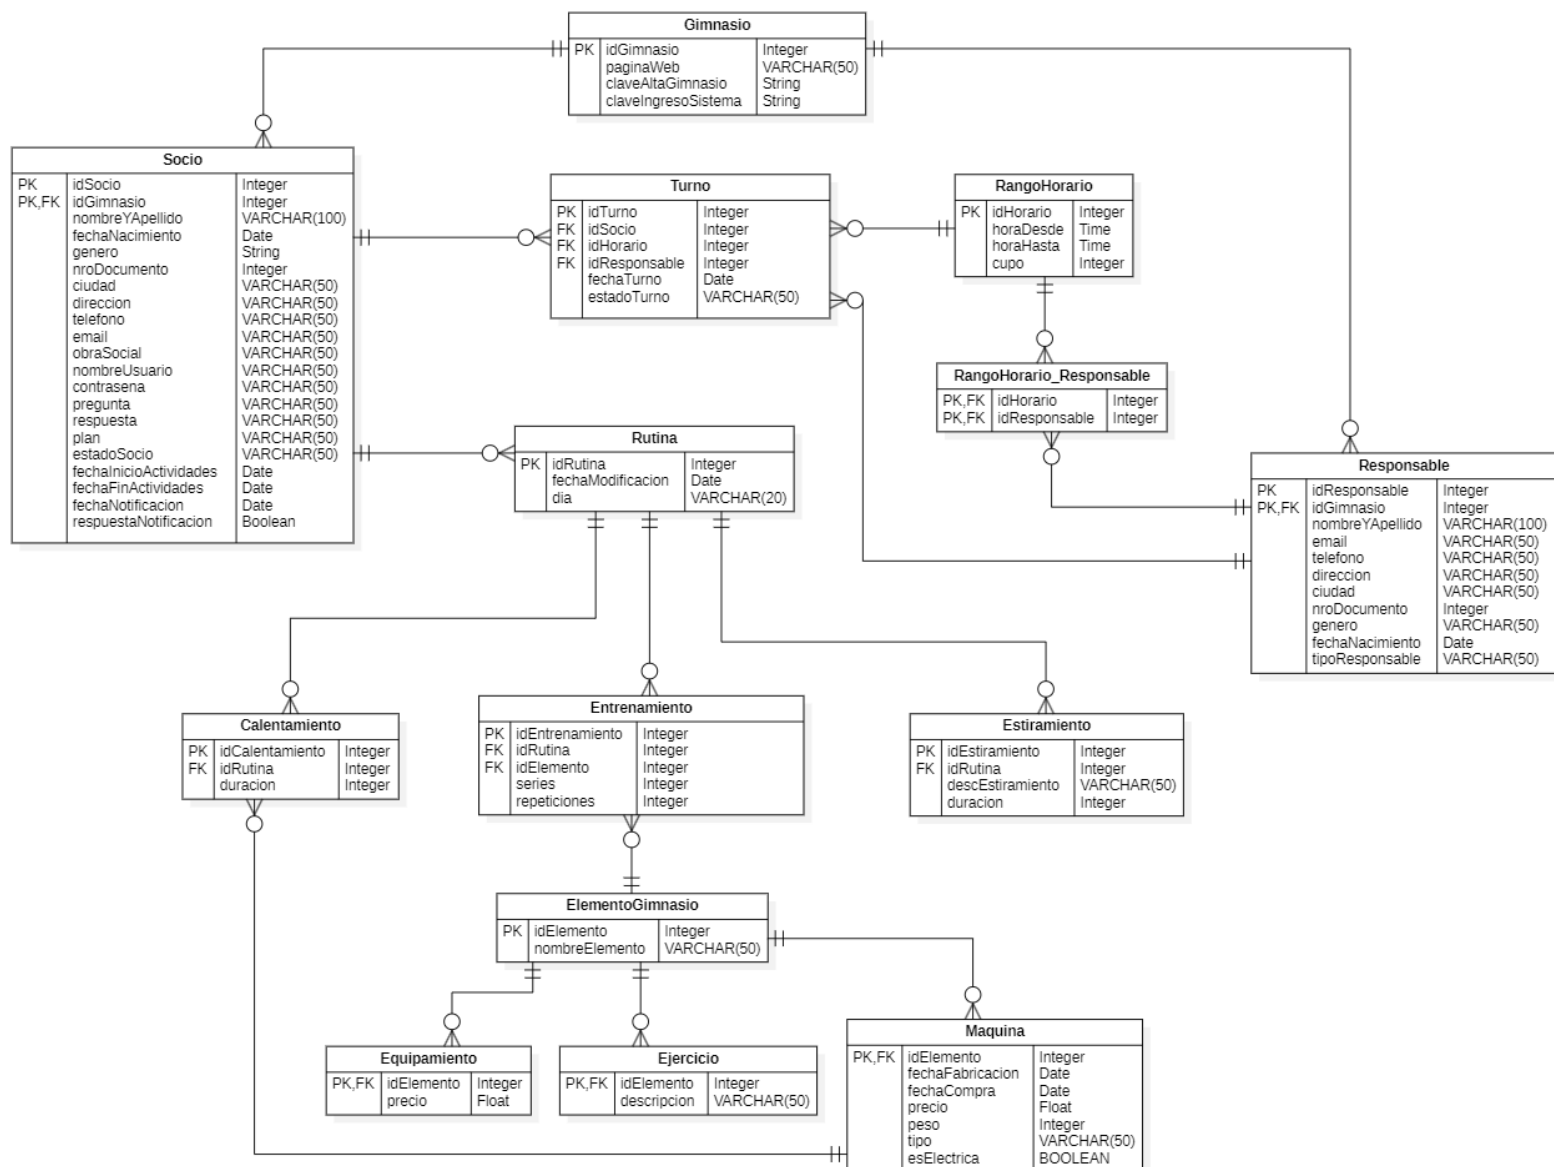 Gimnasio
PK idGimnasio Integer
paginaWeb VARCHAR(50)
claveAltaGimnasio String
claveIngresoSistema String
Socio
PK idSocio Integer
PK,FK idGimnasio Integer
nombreYApellido VARCHAR(100)
fechaNacimiento Date
genero String
nroDocumento Integer
ciudad VARCHAR(50)
direccion VARCHAR(50)
telefono VARCHAR(50)
email VARCHAR(50)
obraSocial VARCHAR(50)
nombreUsuario VARCHAR(50)
contrasena VARCHAR(50)
pregunta VARCHAR(50)
respuesta VARCHAR(50)
plan VARCHAR(50)
estadoSocio VARCHAR(50)
fechaInicioActividades Date
fechaFinActividades Date
fechaNotificacion Date
respuestaNotificacion Boolean
Turno
PK idTurno Integer
FK idSocio Integer
FK idHorario Integer
FK idResponsable Integer
fechaTurno Date
estadoTurno VARCHAR(50)
RangoHorario
PK idHorario Integer
horaDesde Time
horaHasta Time
cupo Integer
RangoHorario_Responsable
PK,FK idHorario Integer
PK,FK idResponsable Integer
Rutina
PK idRutina Integer
fechaModificacion Date
dia VARCHAR(20)
Responsable
PK idResponsable Integer
PK,FK idGimnasio Integer
nombreYApellido VARCHAR(100)
email VARCHAR(50)
telefono VARCHAR(50)
direccion VARCHAR(50)
ciudad VARCHAR(50)
nroDocumento Integer
genero VARCHAR(50)
fechaNacimiento Date
tipoResponsable VARCHAR(50)
Calentamiento
PK idCalentamiento Integer
FK idRutina Integer
duracion Integer
Entrenamiento
PK idEntrenamiento Integer
FK idRutina Integer
FK idElemento Integer
series Integer
repeticiones Integer
Estiramiento
PK idEstiramiento Integer
FK idRutina Integer
descEstiramiento VARCHAR(50)
duracion Integer
ElementoGimnasio
PK idElemento Integer
nombreElemento VARCHAR(50)
Equipamiento
PK,FK idElemento Integer
precio Float
Ejercicio
PK,FK idElemento Integer
descripcion VARCHAR(50)
Maquina
PK,FK idElemento Integer
fechaFabricacion Date
fechaCompra Date
precio Float
peso Integer
tipo VARCHAR(50)
esElectrica BOOLEAN